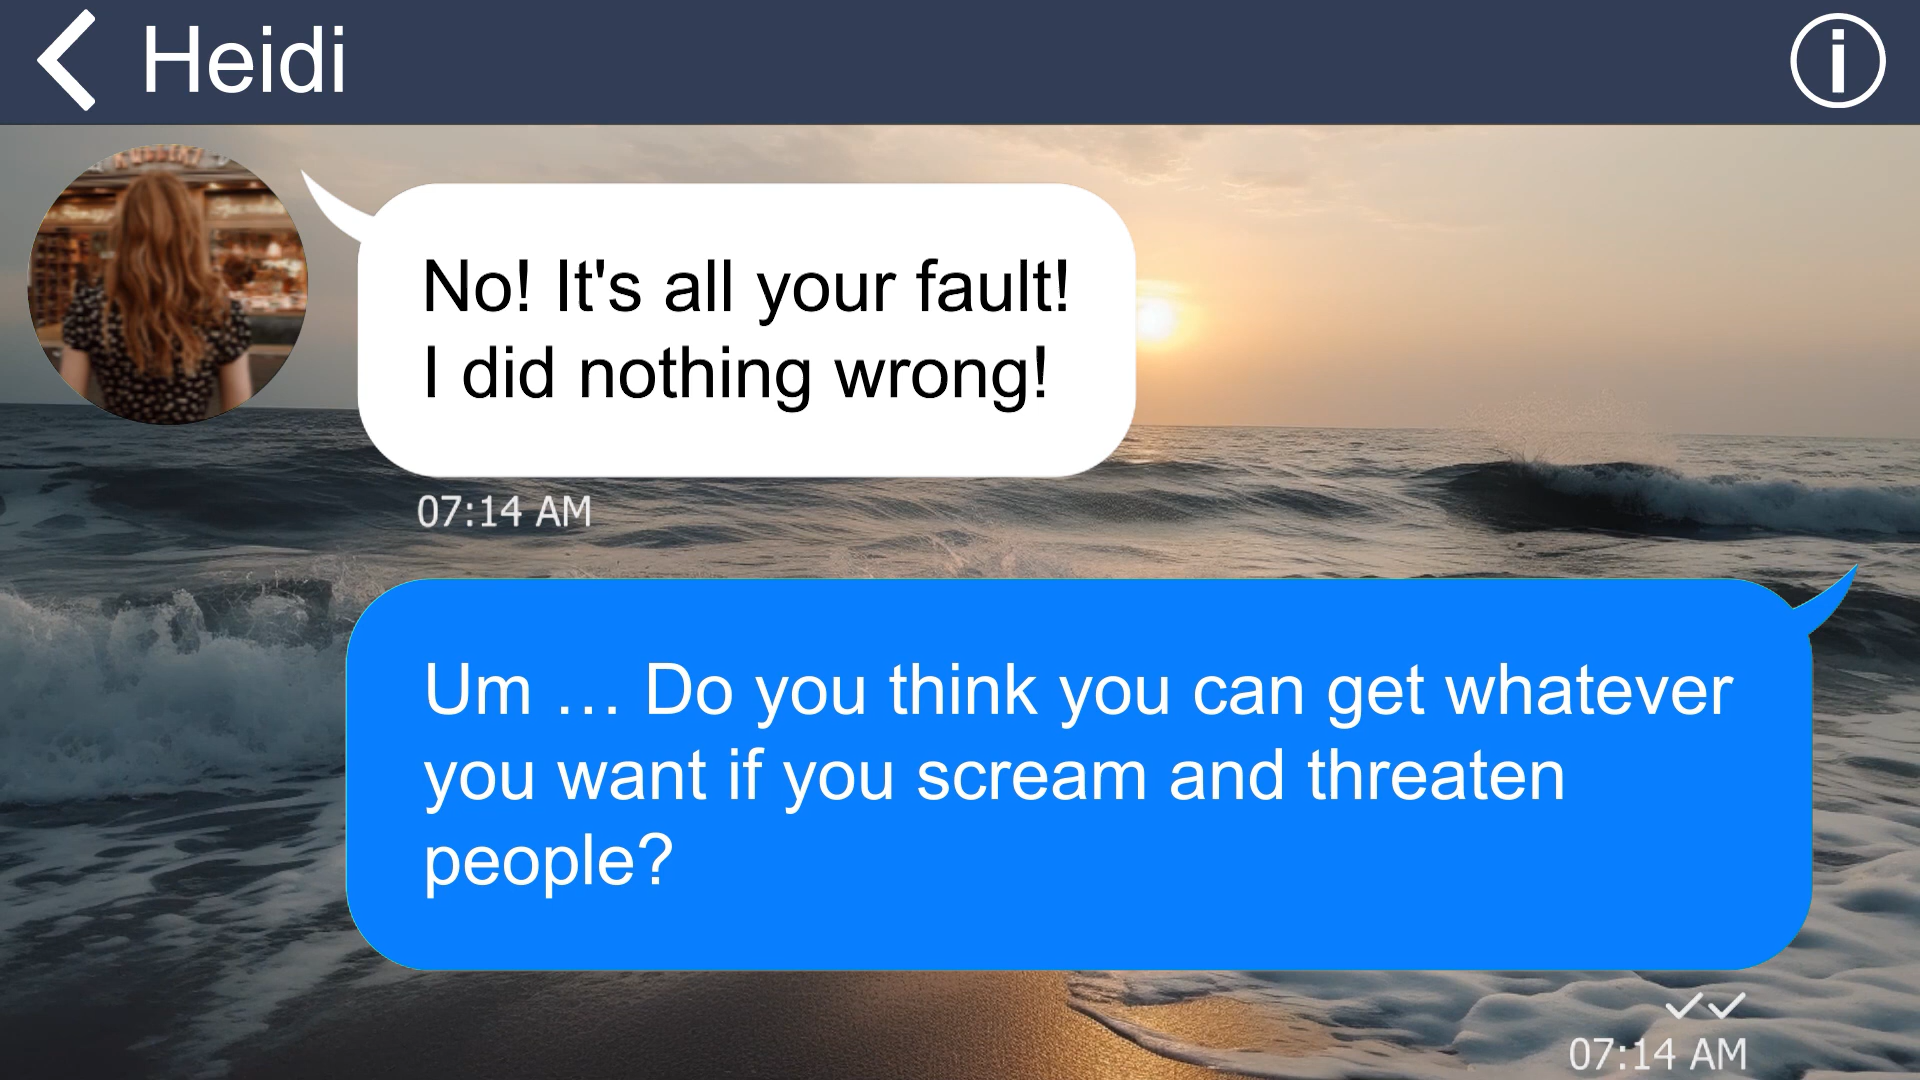 Heidi
No! It's all your fault!
I did nothing wrong!
07:14 AM
Um … Do you think you can get whatever
you want if you scream and threaten
people?
07:14 AM